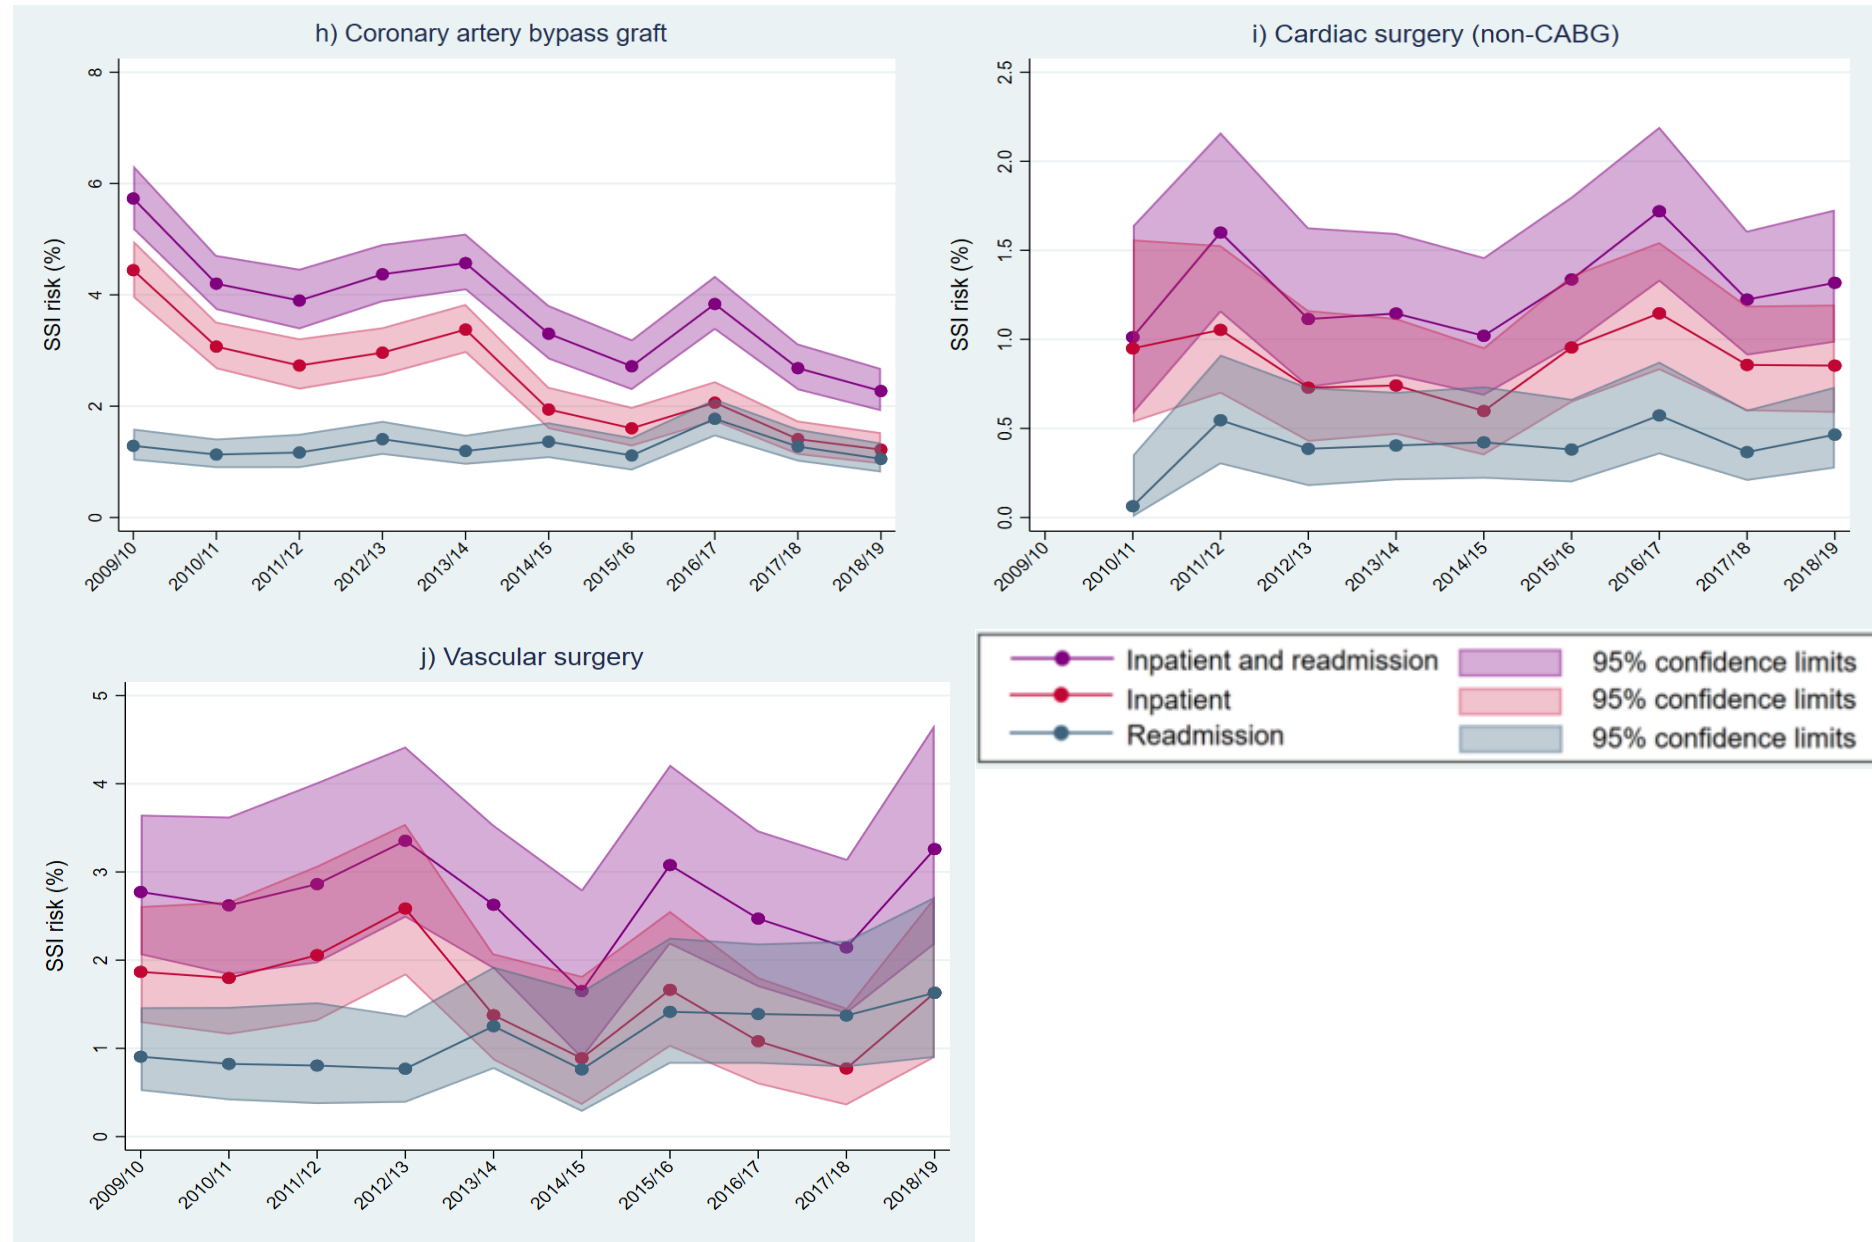 h) Coronary artery bypass graft
SSI risk (%)
8
6
4
2
0
2009/10 2010/11 2011/12 2012/13 2013/14 2014/15 2015/16 2016/17 2017/18 2018/19
i) Cardiac surgery (non-CABG)
SSI risk (%)
2.5
2.0
1.5
1.0
0.5
0.0
2009/10 2010/11 2011/12 2012/13 2013/14 2014/15 2015/16 2016/17 2017/18 2018/19
j) Vascular surgery
SSI risk (%)
5
4
3
2
1
0
2009/10 2010/11 2011/12 2012/13 2013/14 2014/15 2015/16 2016/17 2017/18 2018/19
Inpatient and readmission 95% confidence limits
Inpatient 95% confidence limits
Readmission 95% confidence limits